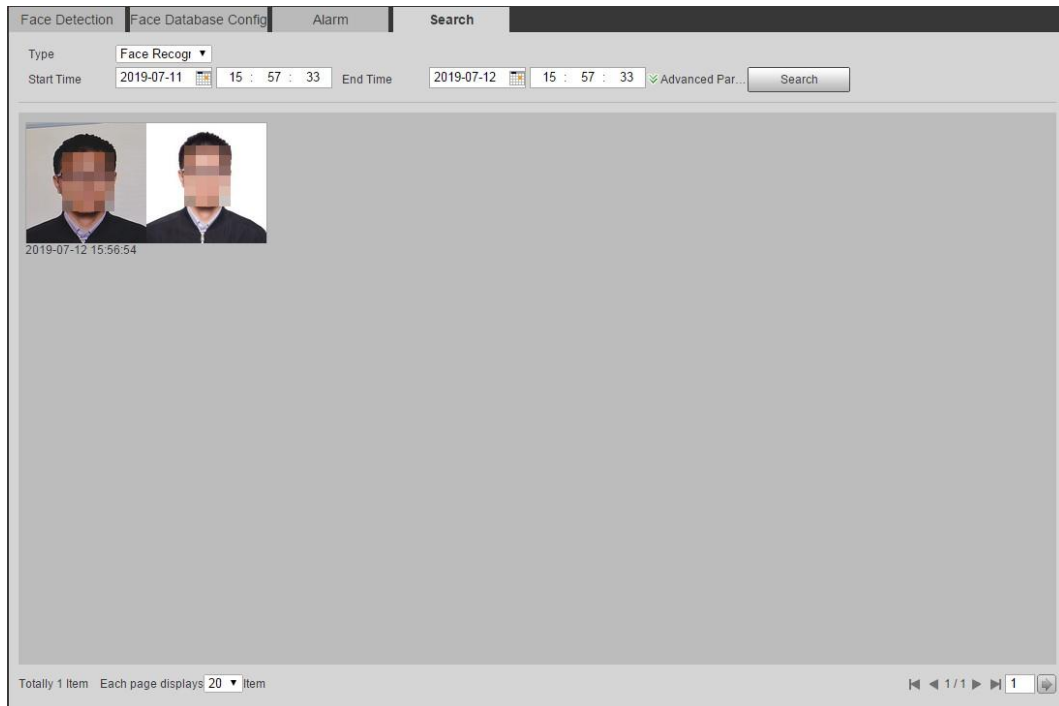 Face Detection Face Database Config Alarm Search
Type Face Recogr
Start Time 2019-07-11 15 : 57 : 33 End Time 2019-07-12 15 : 57 : 33 Advanced Par... Search
2019-07-12 15:56:54
Totally 1 Item Each page displays 20 Item 1 / 1 1